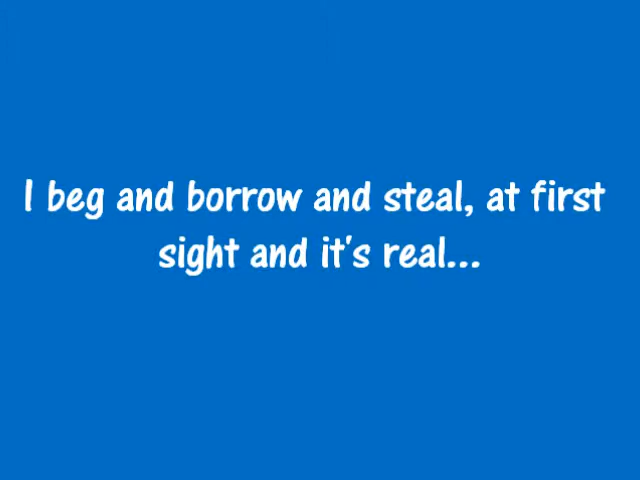 I beg and borrow and steal, at first
sight and it's real...